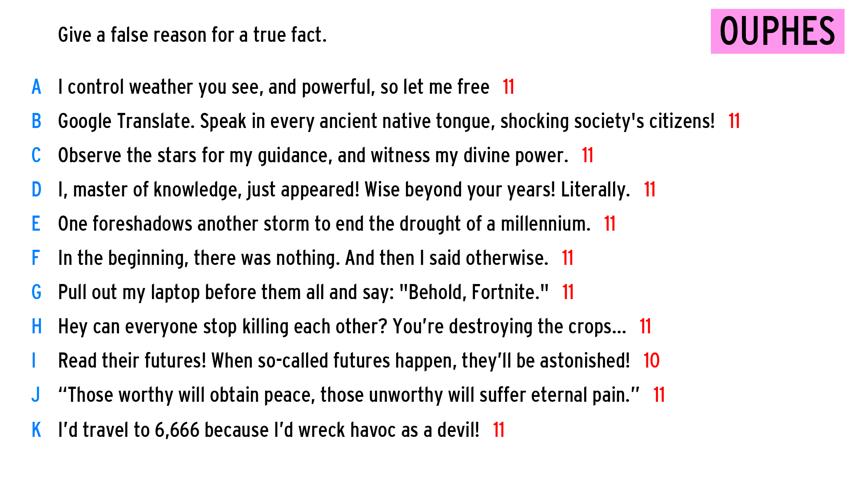 Give a false reason for a true fact.
OUPHES
A I control weather you see, and powerful, so let me free 11
B Google Translate. Speak in every ancient native tongue, shocking society's citizens! 11
C Observe the stars for my guidance, and witness my divine power. 11
D I, master of knowledge, just appeared! Wise beyond your years! Literally. 11
E One foreshadows another storm to end the drought of a millennium. 11
F In the beginning, there was nothing. And then I said otherwise. 11
G Pull out my laptop before them all and say: "Behold, Fortnite." 11
H Hey can everyone stop killing each other? You’re destroying the crops... 11
I Read their futures! When so-called futures happen, they’ll be astonished! 10
J “Those worthy will obtain peace, those unworthy will suffer eternal pain.” 11
K I’d travel to 6,666 because I’d wreck havoc as a devil! 11